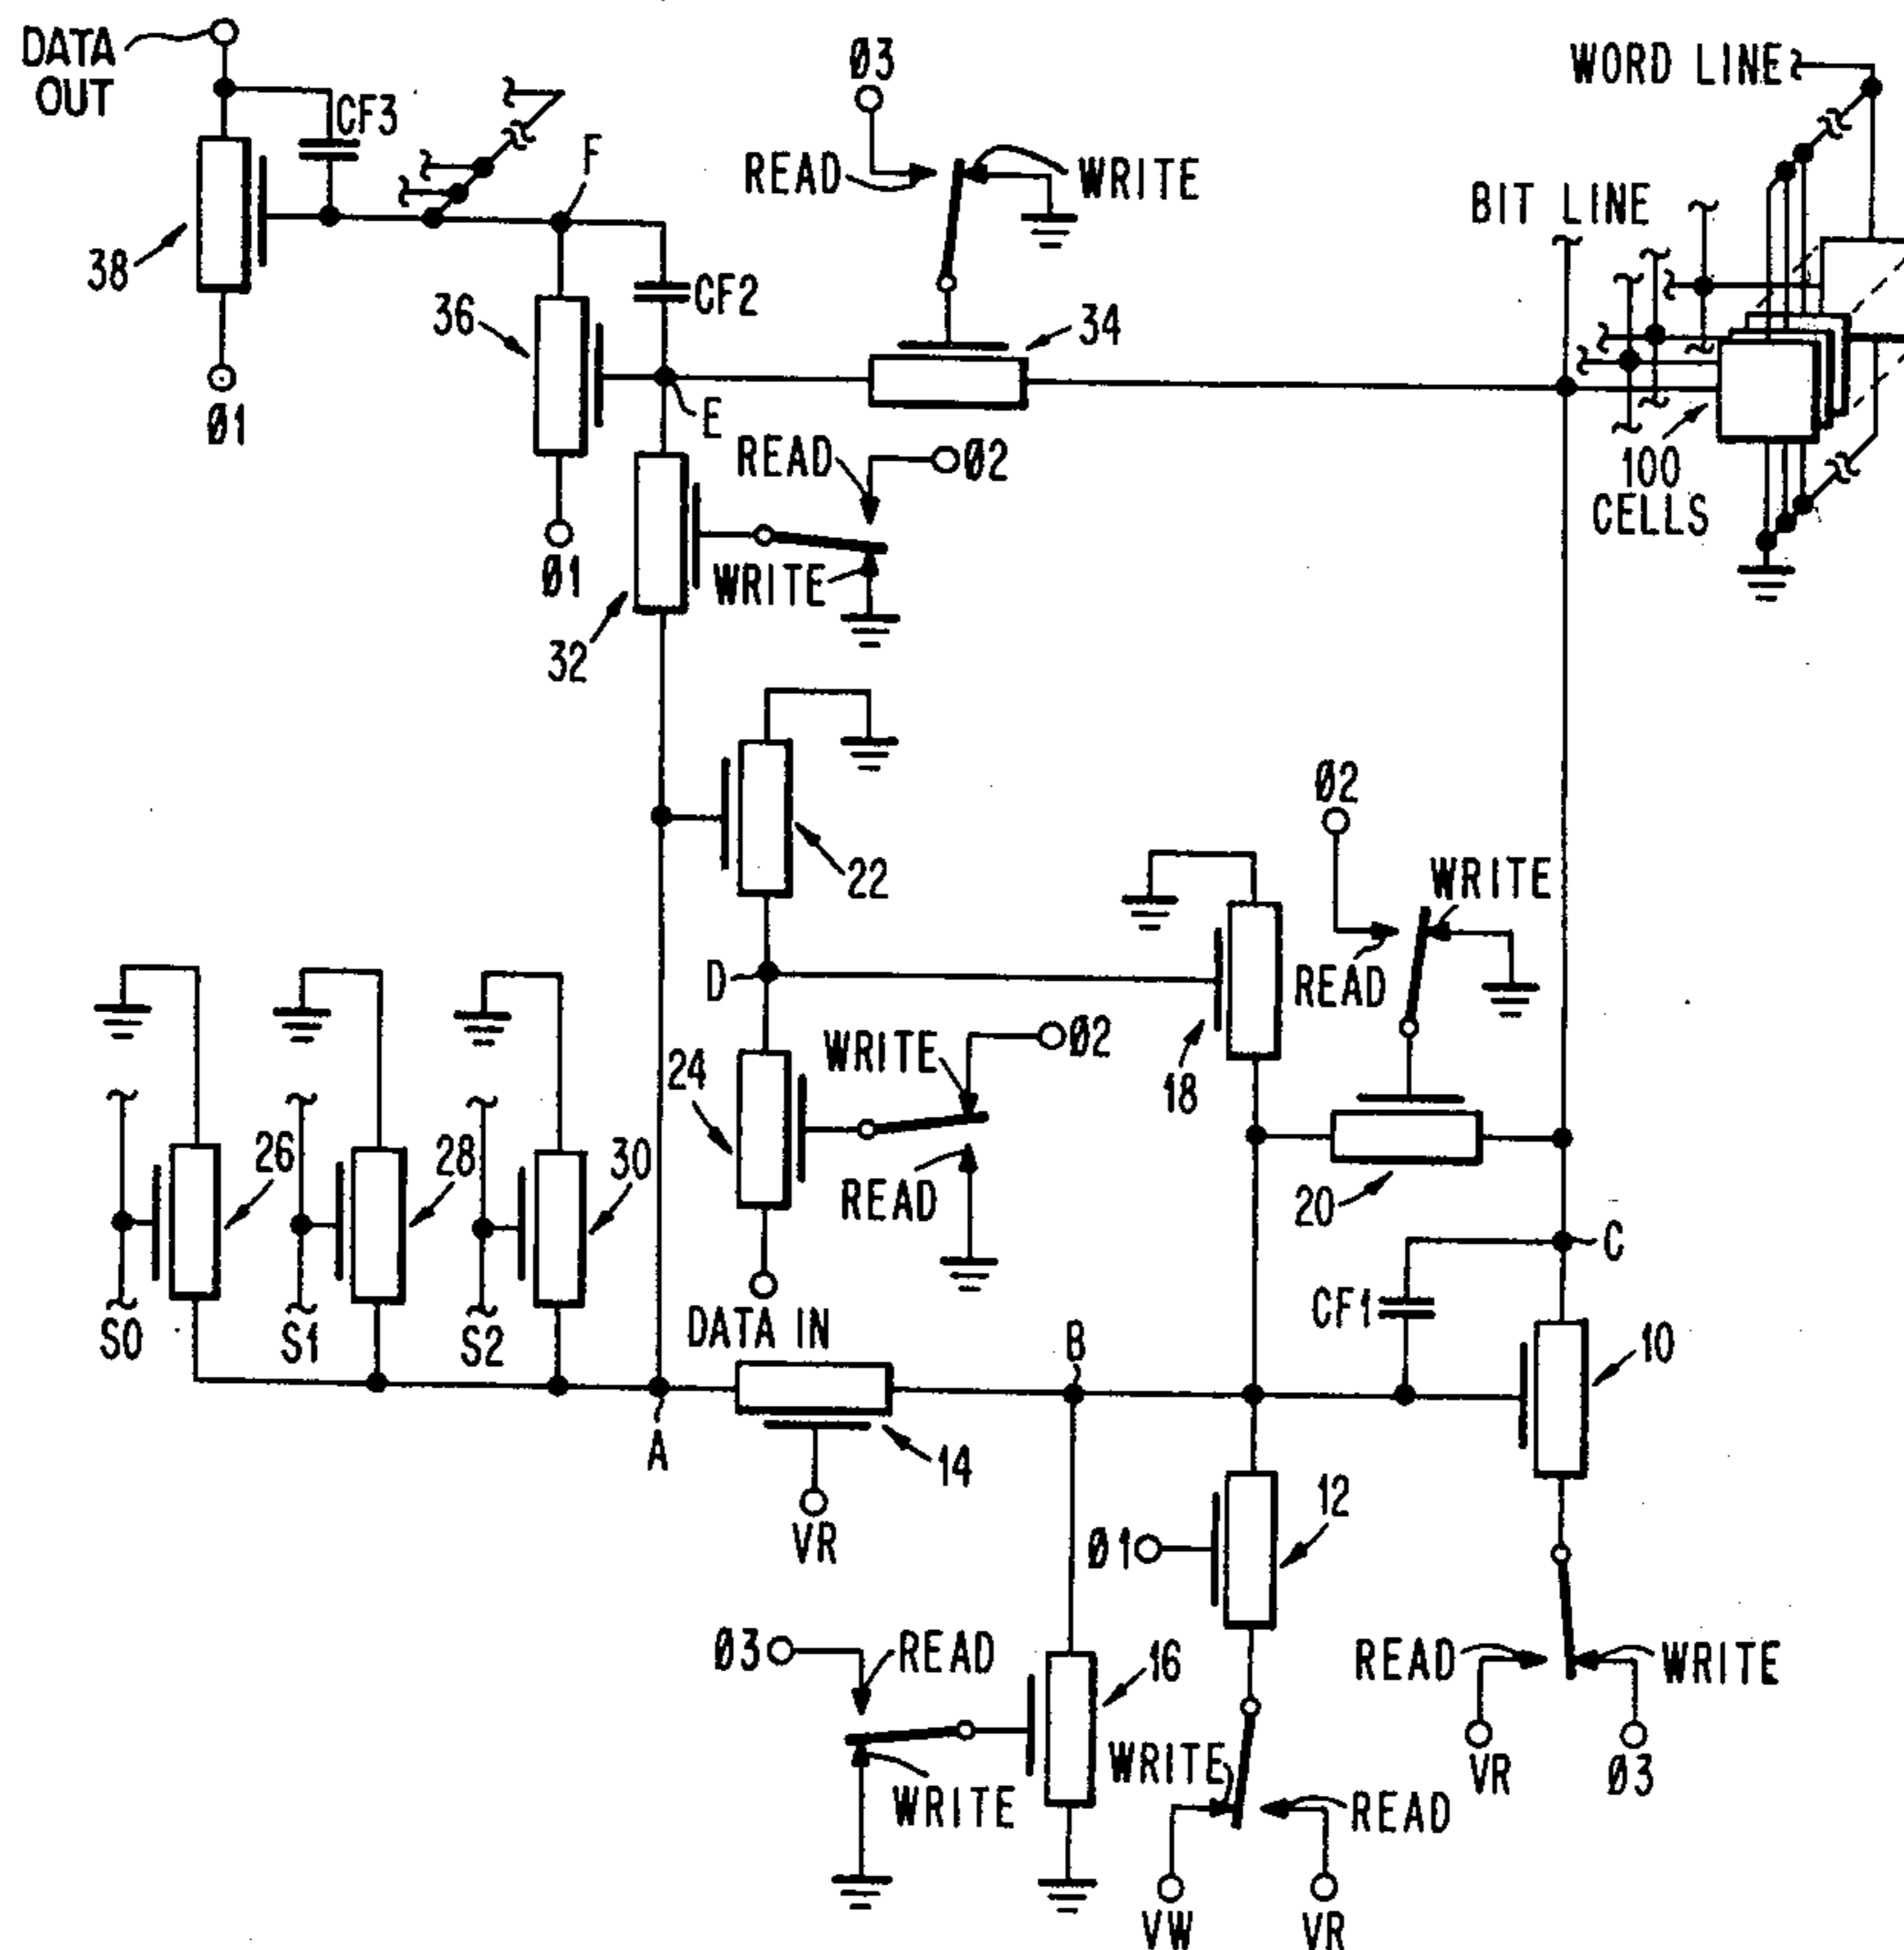 DATA
OUT
CF3
Ø3
WORD LINE
F
READ
WRITE
BIT LINE
38
36
CF2
34
Ø1
E
READ
Ø2
100
CELLS
Ø1
WRITE
32
Ø2
22
WRITE
D
READ
WRITE
Ø2
24
18
26
28
30
READ
20
C
S0
S1
S2
DATA IN
B
CF1
10
A
14
12
VR
Ø1
Ø3
READ
16
READ
WRITE
WRITE
WRITE
READ
VR
Ø3
VW
VR